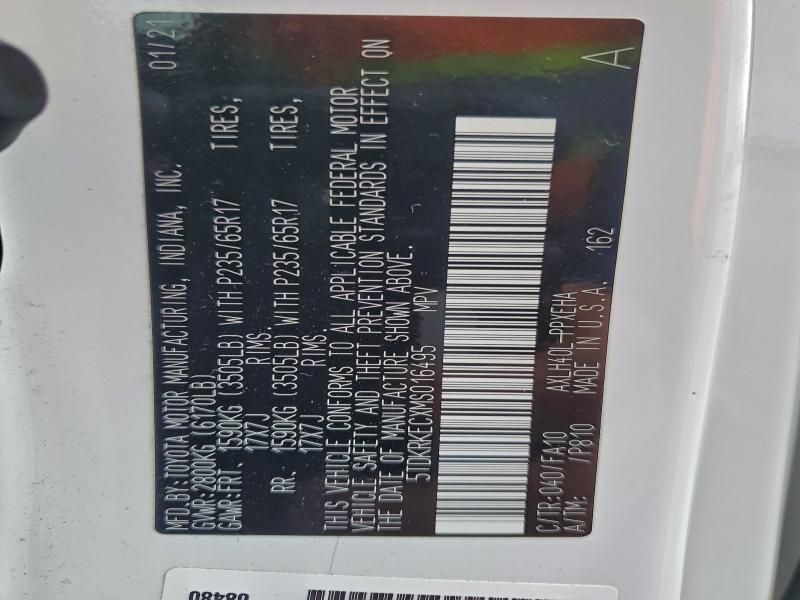 MFD.BY:TOYOTA MOTOR MANUFACTURING, INDIANA, INC. 01/21
GVWR:2800KG (6170LB)
GAWR:FRT. 1590KG (3505LB) WITH P235/65R17 TIRES,
17X7J RIMS,
RR. 1590KG (3505LB) WITH P235/65R17 TIRES,
17X7J RIMS
THIS VEHICLE CONFORMS TO ALL APPLICABLE FEDERAL MOTOR
VEHICLE SAFETY AND THEFT PREVENTION STANDARDS IN EFFECT ON
THE DATE OF MANUFACTURE SHOWN ABOVE.
5TDKRKECXMS016495 MPV
C/TR:040/FA10 AXLH40L-PPXEHA
A/TM: /P810 MADE IN U.S.A. 162 A